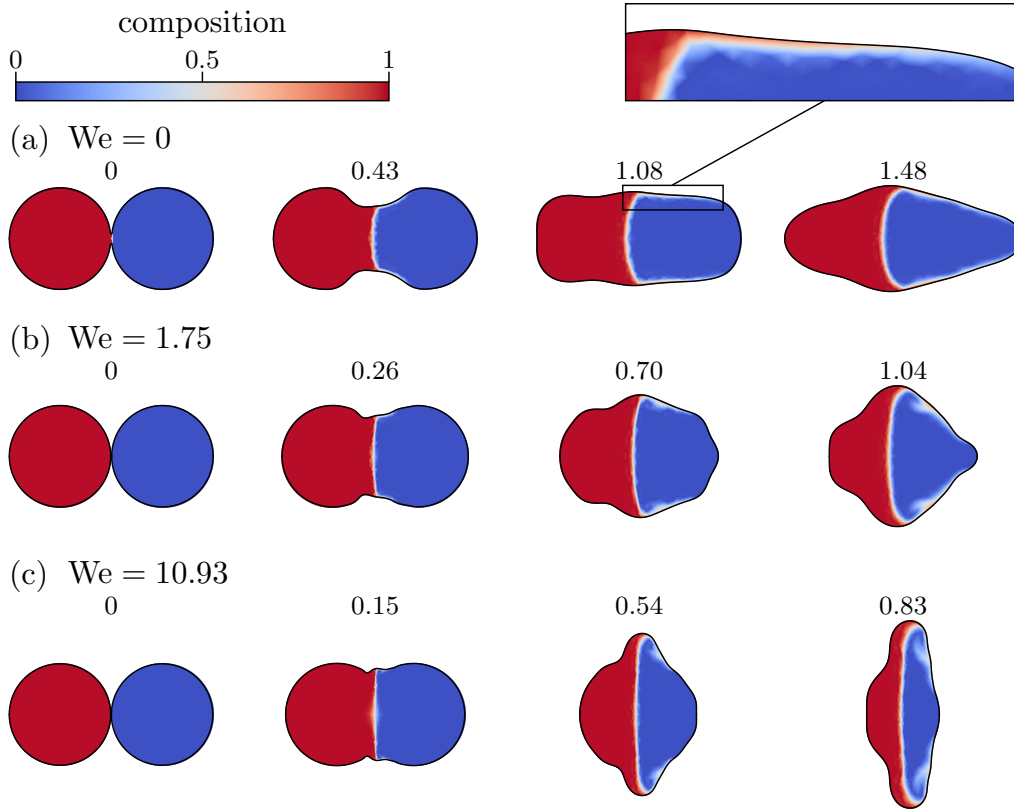 composition
0 0.5 1
(a) We = 0
0 0.43 1.08 1.48
(b) We = 1.75
0 0.26 0.70 1.04
(c) We = 10.93
0 0.15 0.54 0.83